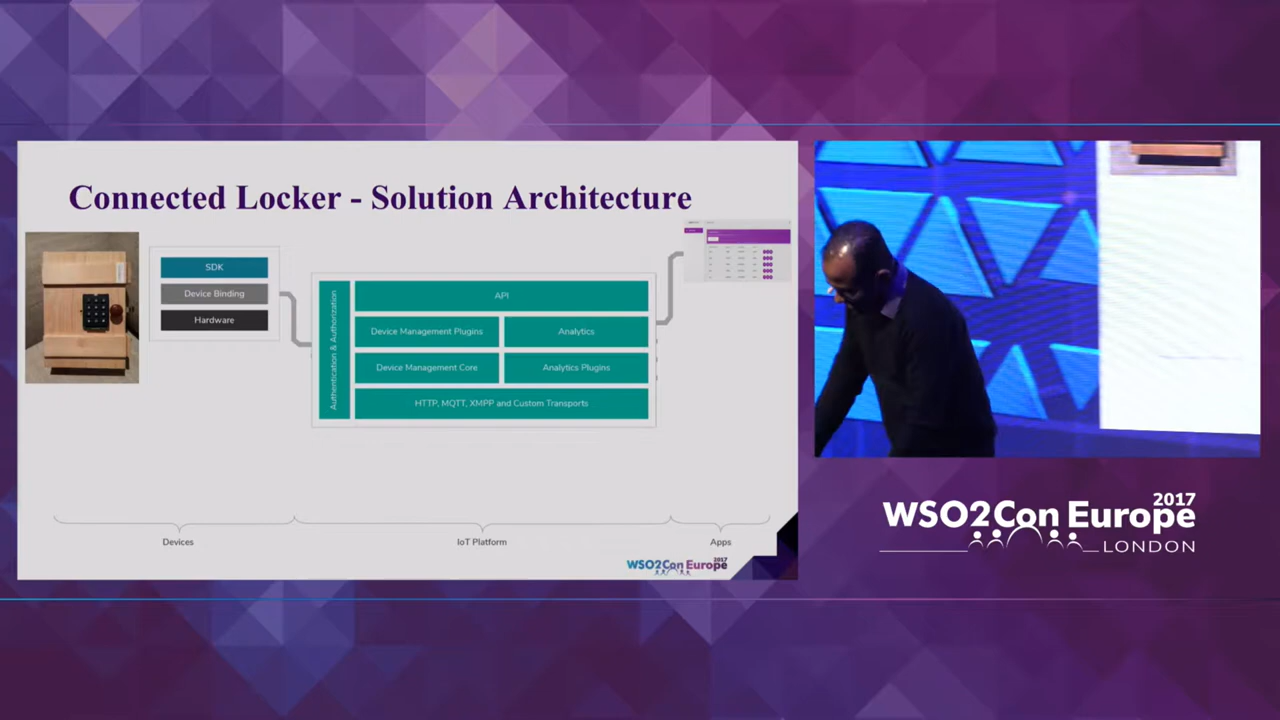 Connected Locker - Solution Architecture
SDK
Device Binding
Hardware
Authentication & Authorization
API
Device Management Plugins
Analytics
Device Management Core
Analytics Plugins
HTTP, MQTT, XMPP and Custom Transports
Devices
IoT Platform
Apps
WSO2Con Europe 2017
WSO2Con Europe 2017
LONDON